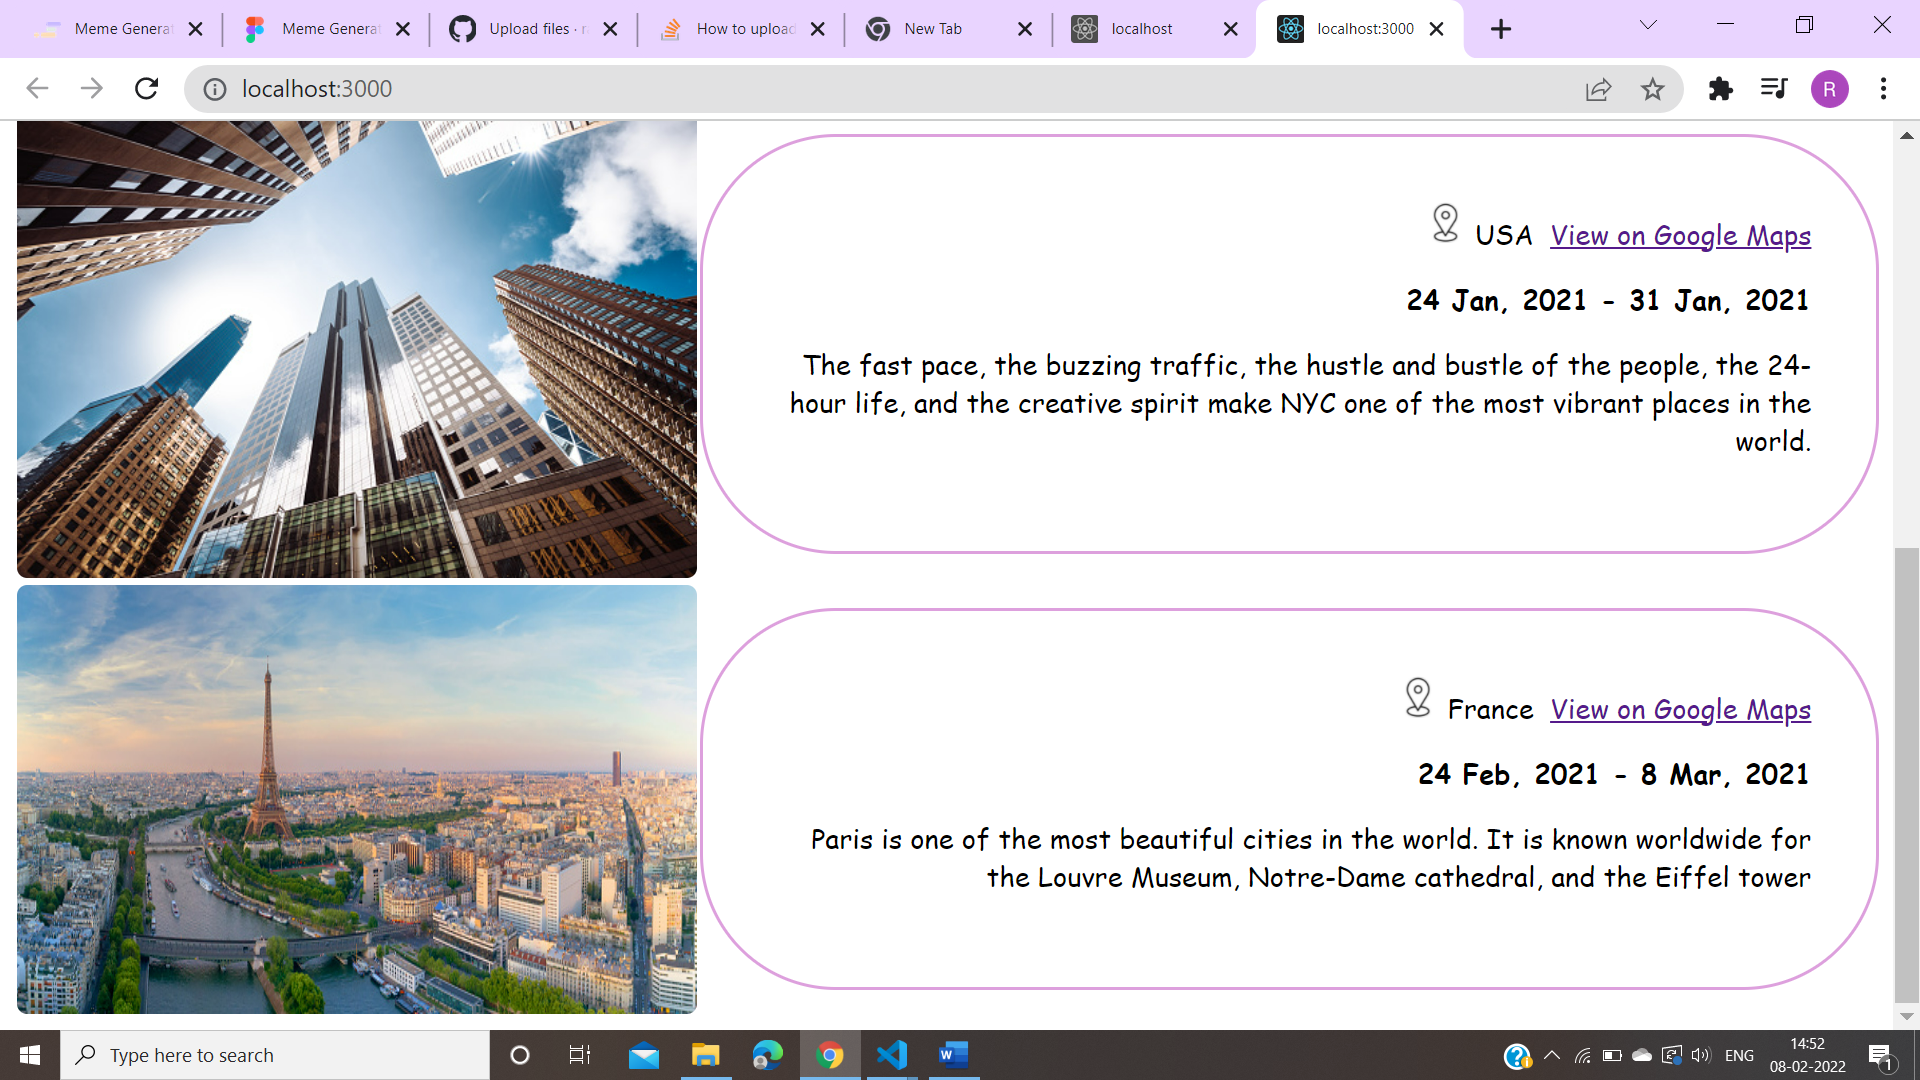 Meme Generat
Meme Generat
Upload files · ra
How to upload
New Tab
localhost
localhost:3000
localhost:3000
R
USA View on Google Maps
24 Jan, 2021 - 31 Jan, 2021
The fast pace, the buzzing traffic, the hustle and bustle of the people, the 24-
hour life, and the creative spirit make NYC one of the most vibrant places in the
world.
France View on Google Maps
24 Feb, 2021 - 8 Mar, 2021
Paris is one of the most beautiful cities in the world. It is known worldwide for
the Louvre Museum, Notre-Dame cathedral, and the Eiffel tower
Type here to search
ENG
14:52
08-02-2022
1